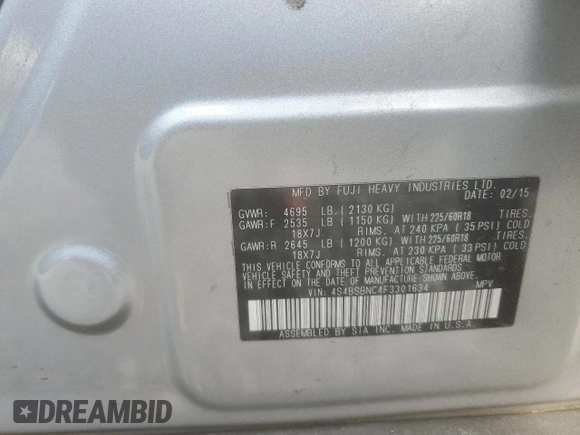 MFD BY FUJI HEAVY INDUSTRIES LTD.
DATE: 02/15
GVWR: 4695 LB ( 2130 KG)
GAWR:F 2535 LB ( 1150 KG) WITH 225/60R18 TIRES.
18X7J RIMS. AT 240 KPA ( 35 PSI) COLD
GAWR:R 2645 LB ( 1200 KG) WITH 225/60R18 TIRES.
18X7J RIMS. AT 230 KPA ( 33 PSI) COLD
THIS VEHICLE CONFORMS TO ALL APPLICABLE FEDERAL MOTOR
VEHICLE SAFETY AND THEFT PREVENTION STANDARDS
IN EFFECT ON THE DATE OF MANUFACTURE SHOWN ABOVE.
VIN: 4S4BSBNC4F3301634 MPV
ASSEMBLED BY SIA INC. MADE IN U.S.A.
DREAMBID